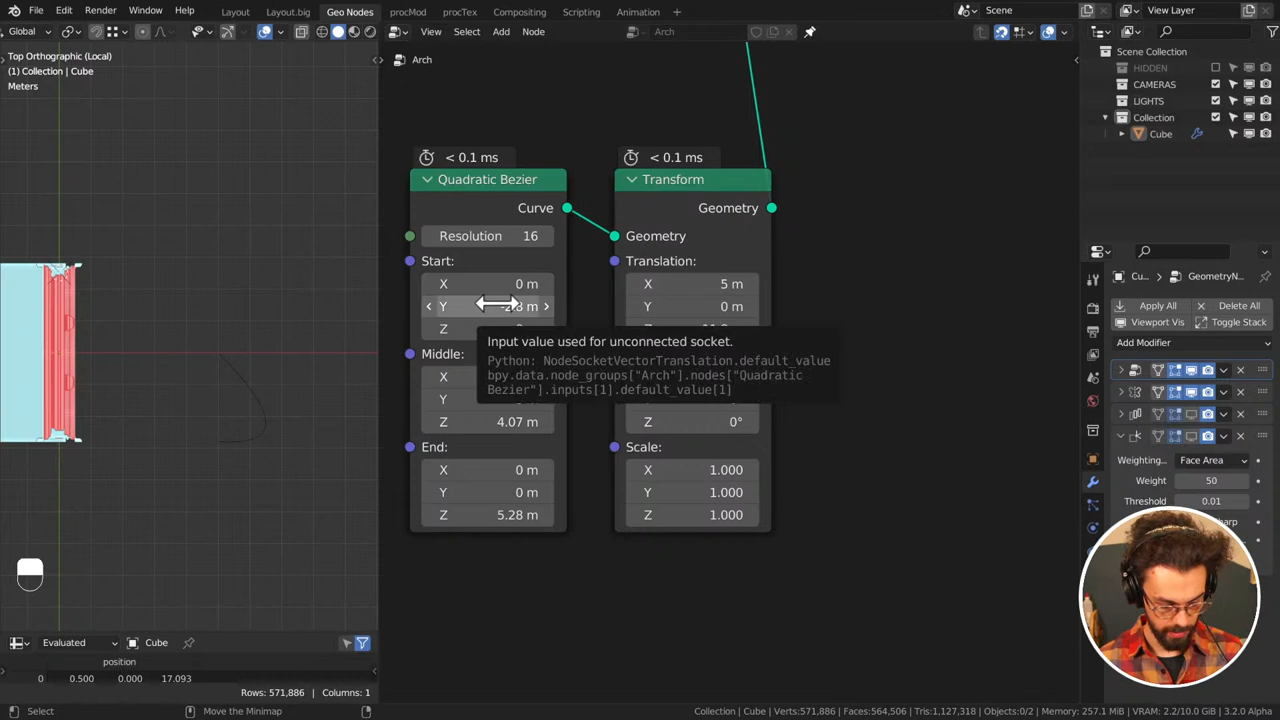 File Edit Render Window Help Layout Layout.big Geo Nodes procMod procTex Compositing Scripting Animation + Scene View Layer
Global View Select Add Node Arch
Top Orthographic (Local)
(1) Collection | Cube
Meters
Arch
Scene Collection
HIDDEN
CAMERAS
LIGHTS
Collection
Cube
< 0.1 ms < 0.1 ms
Quadratic Bezier Transform
Curve Geometry
Resolution 16 Geometry
Start: Translation:
X 0 m X 5 m
Y m Y 0 m
Z
Input value used for unconnected socket.
Python: NodeSocketVectorTranslation.default_value
bpy.data.node_groups["Arch"].nodes["Quadratic
Bezier"].inputs[1].default_value[1]
Middle:
X
Y
Z 4.07 m Z 0°
End: Scale:
X 0 m X 1.000
Y 0 m Y 1.000
Z 5.28 m Z 1.000
Cu... GeometryN...
Apply All Delete All
Viewport Vis Toggle Stack
Add Modifier
Weighting... Face Area
Weight 50
Threshold 0.01
Evaluated Cube
position
0 0.500 0.000 17.093
Rows: 571,886 | Columns: 1
Select Move the Minimap Collection | Cube | Verts:571,886 | Faces:564,506 | Tris:1,127,318 | Objects:0/2 | Memory: 257.1 MiB | VRAM: 2.2/10.0 GiB | 3.2.0 Alpha